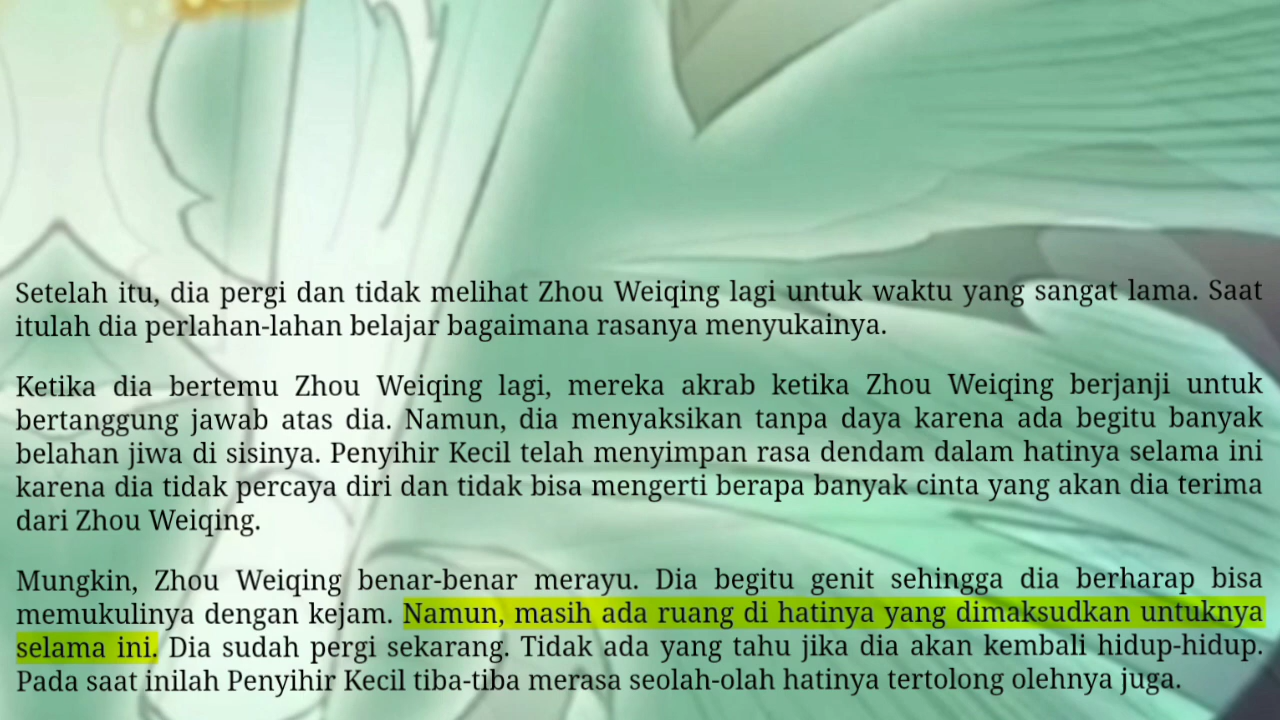 Setelah itu, dia pergi dan tidak melihat Zhou Weiqing lagi untuk waktu yang sangat lama. Saat
itulah dia perlahan-lahan belajar bagaimana rasanya menyukainya.
Ketika dia bertemu Zhou Weiqing lagi, mereka akrab ketika Zhou Weiqing berjanji untuk
bertanggung jawab atas dia. Namun, dia menyaksikan tanpa daya karena ada begitu banyak
belahan jiwa di sisinya. Penyihir Kecil telah menyimpan rasa dendam dalam hatinya selama ini
karena dia tidak percaya diri dan tidak bisa mengerti berapa banyak cinta yang akan dia terima
dari Zhou Weiqing.
Mungkin, Zhou Weiqing benar-benar merayu. Dia begitu genit sehingga dia berharap bisa
memukulinya dengan kejam. Namun, masih ada ruang di hatinya yang dimaksudkan untuknya
selama ini. Dia sudah pergi sekarang. Tidak ada yang tahu jika dia akan kembali hidup-hidup.
Pada saat inilah Penyihir Kecil tiba-tiba merasa seolah-olah hatinya tertolong olehnya juga.